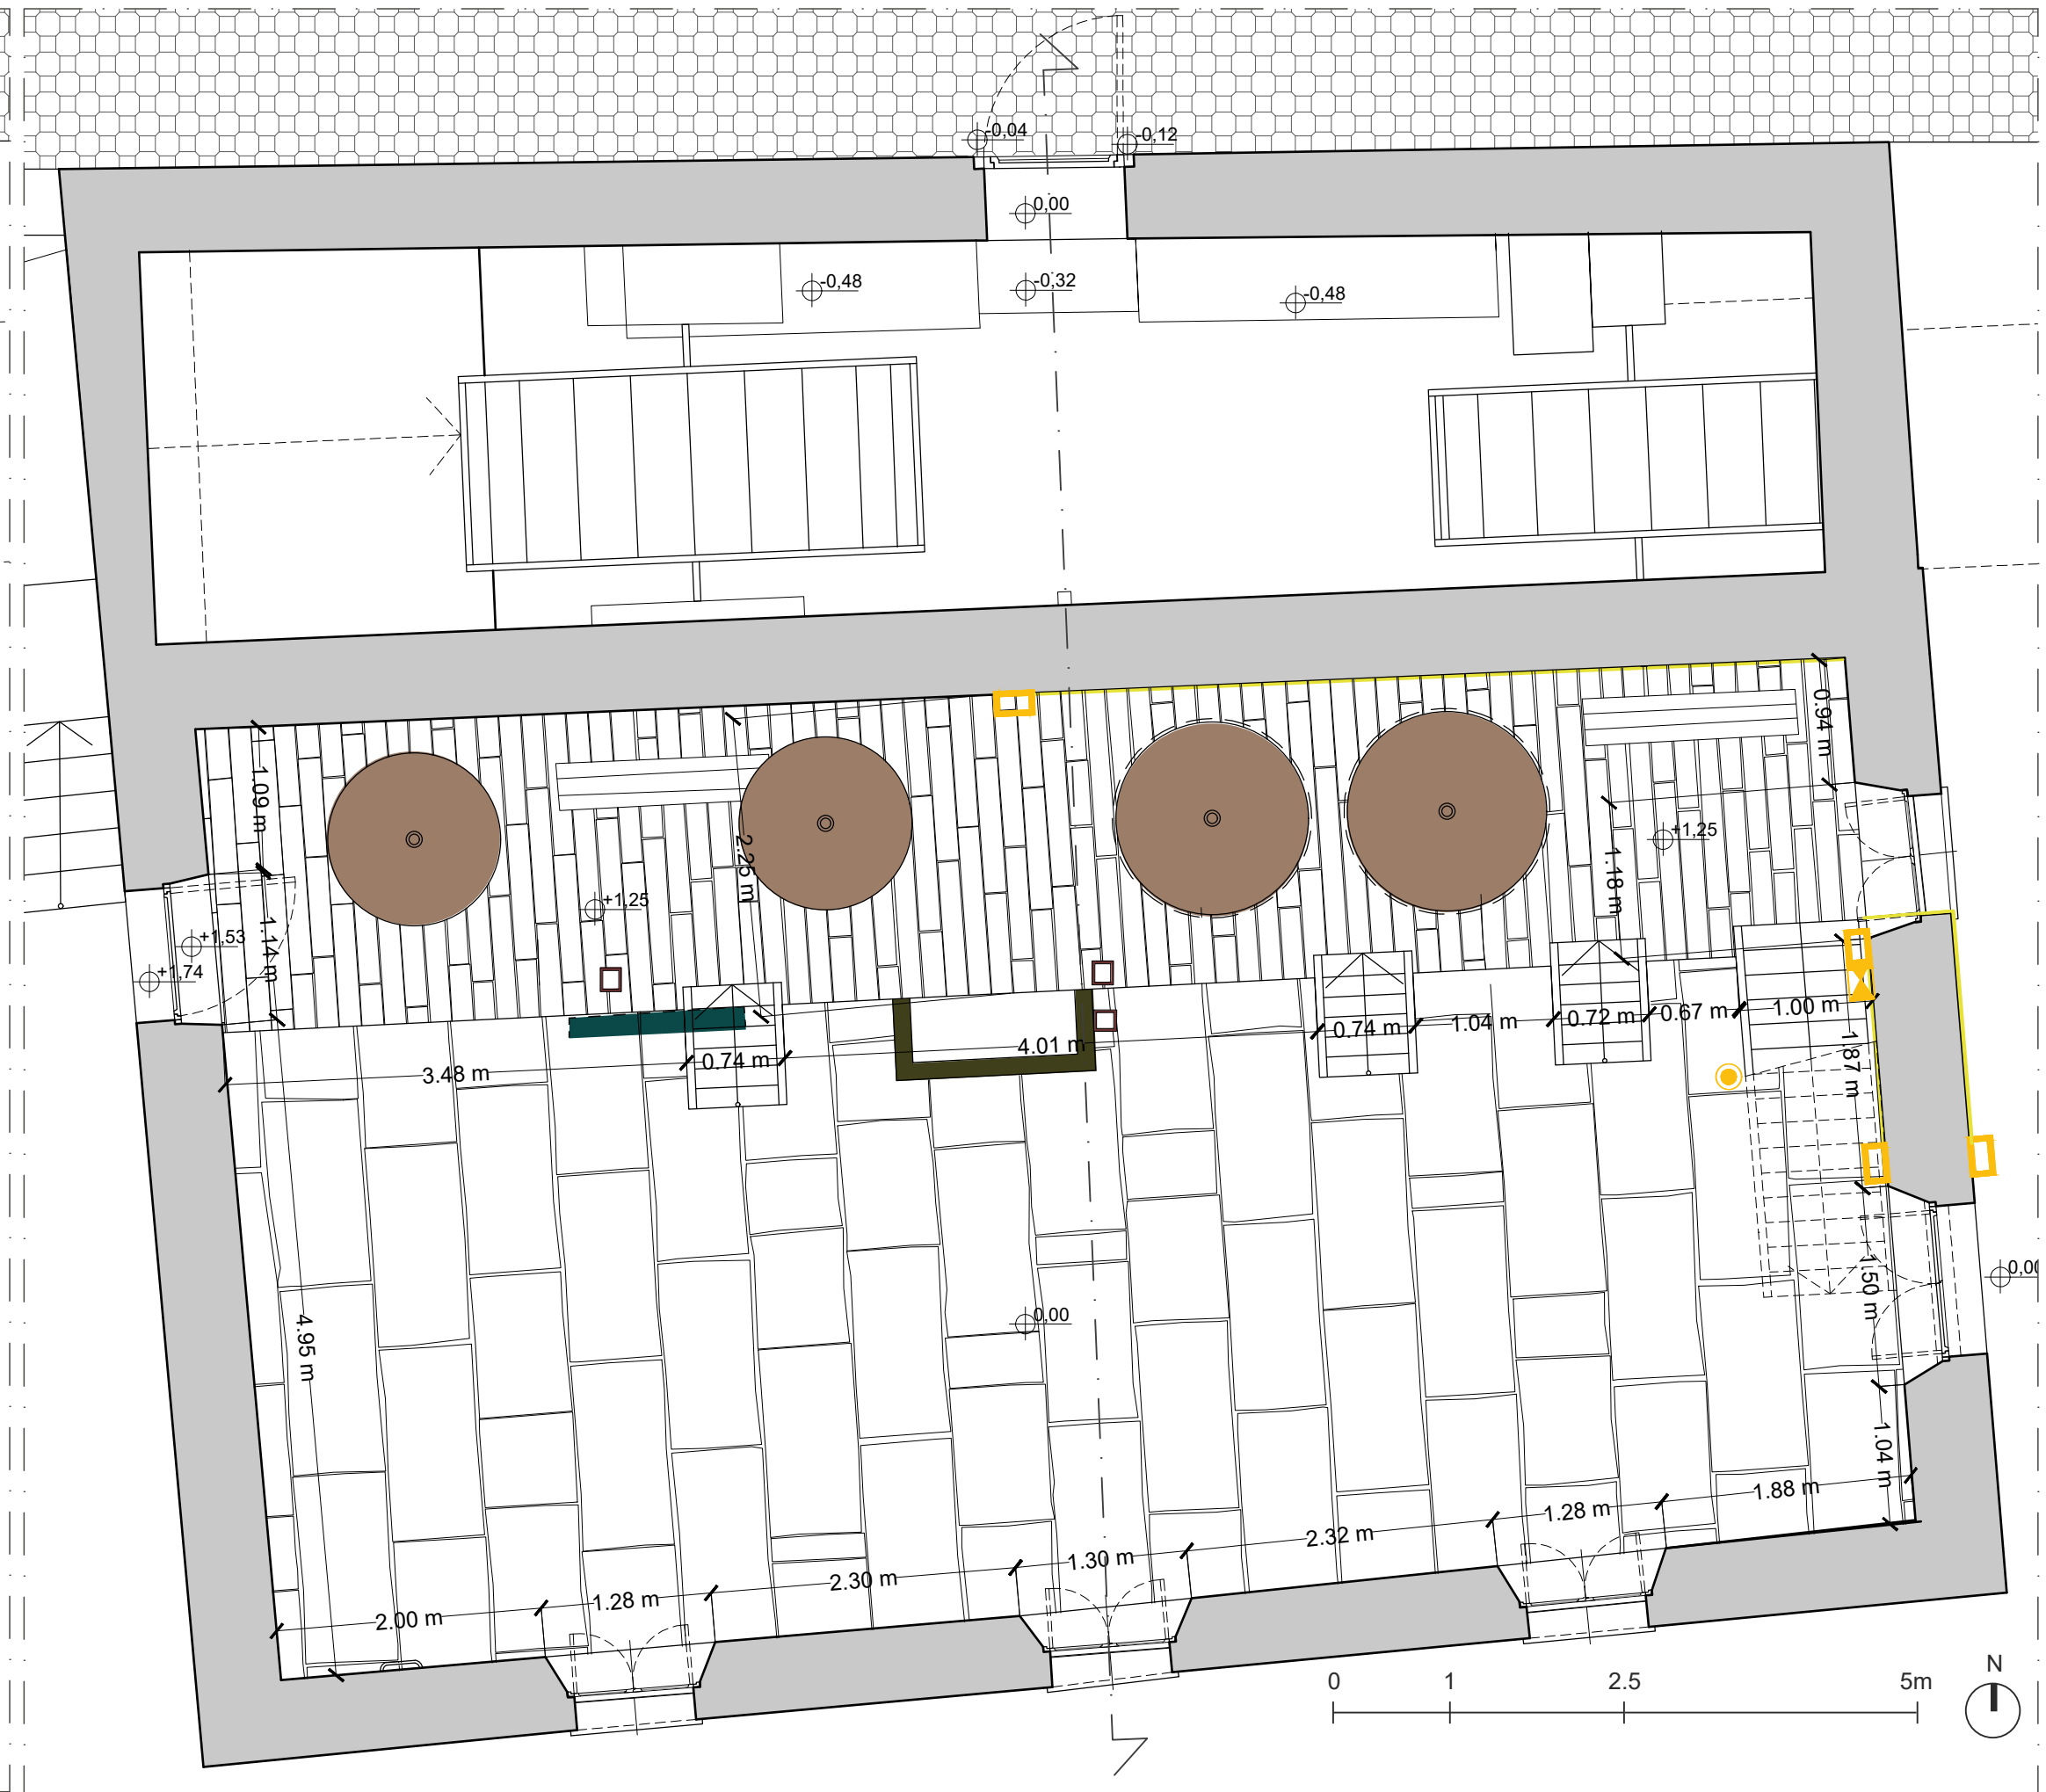 -0,04
-0,12
0,00
-0,48
-0,32
-0,48
0.94 m
1.09 m
2.25 m
+1,25
1.18 m
+1,25
+1,53
1.14 m
+1,74
3.48 m
0.74 m
4.01 m
0.74 m
1.04 m
0.72 m
0.67 m
1.00 m
1.87 m
0,00
1.50 m
0,00
4.95 m
1.04 m
2.00 m
1.28 m
2.30 m
1.30 m
2.32 m
1.28 m
1.88 m
0 1 2.5 5m
N